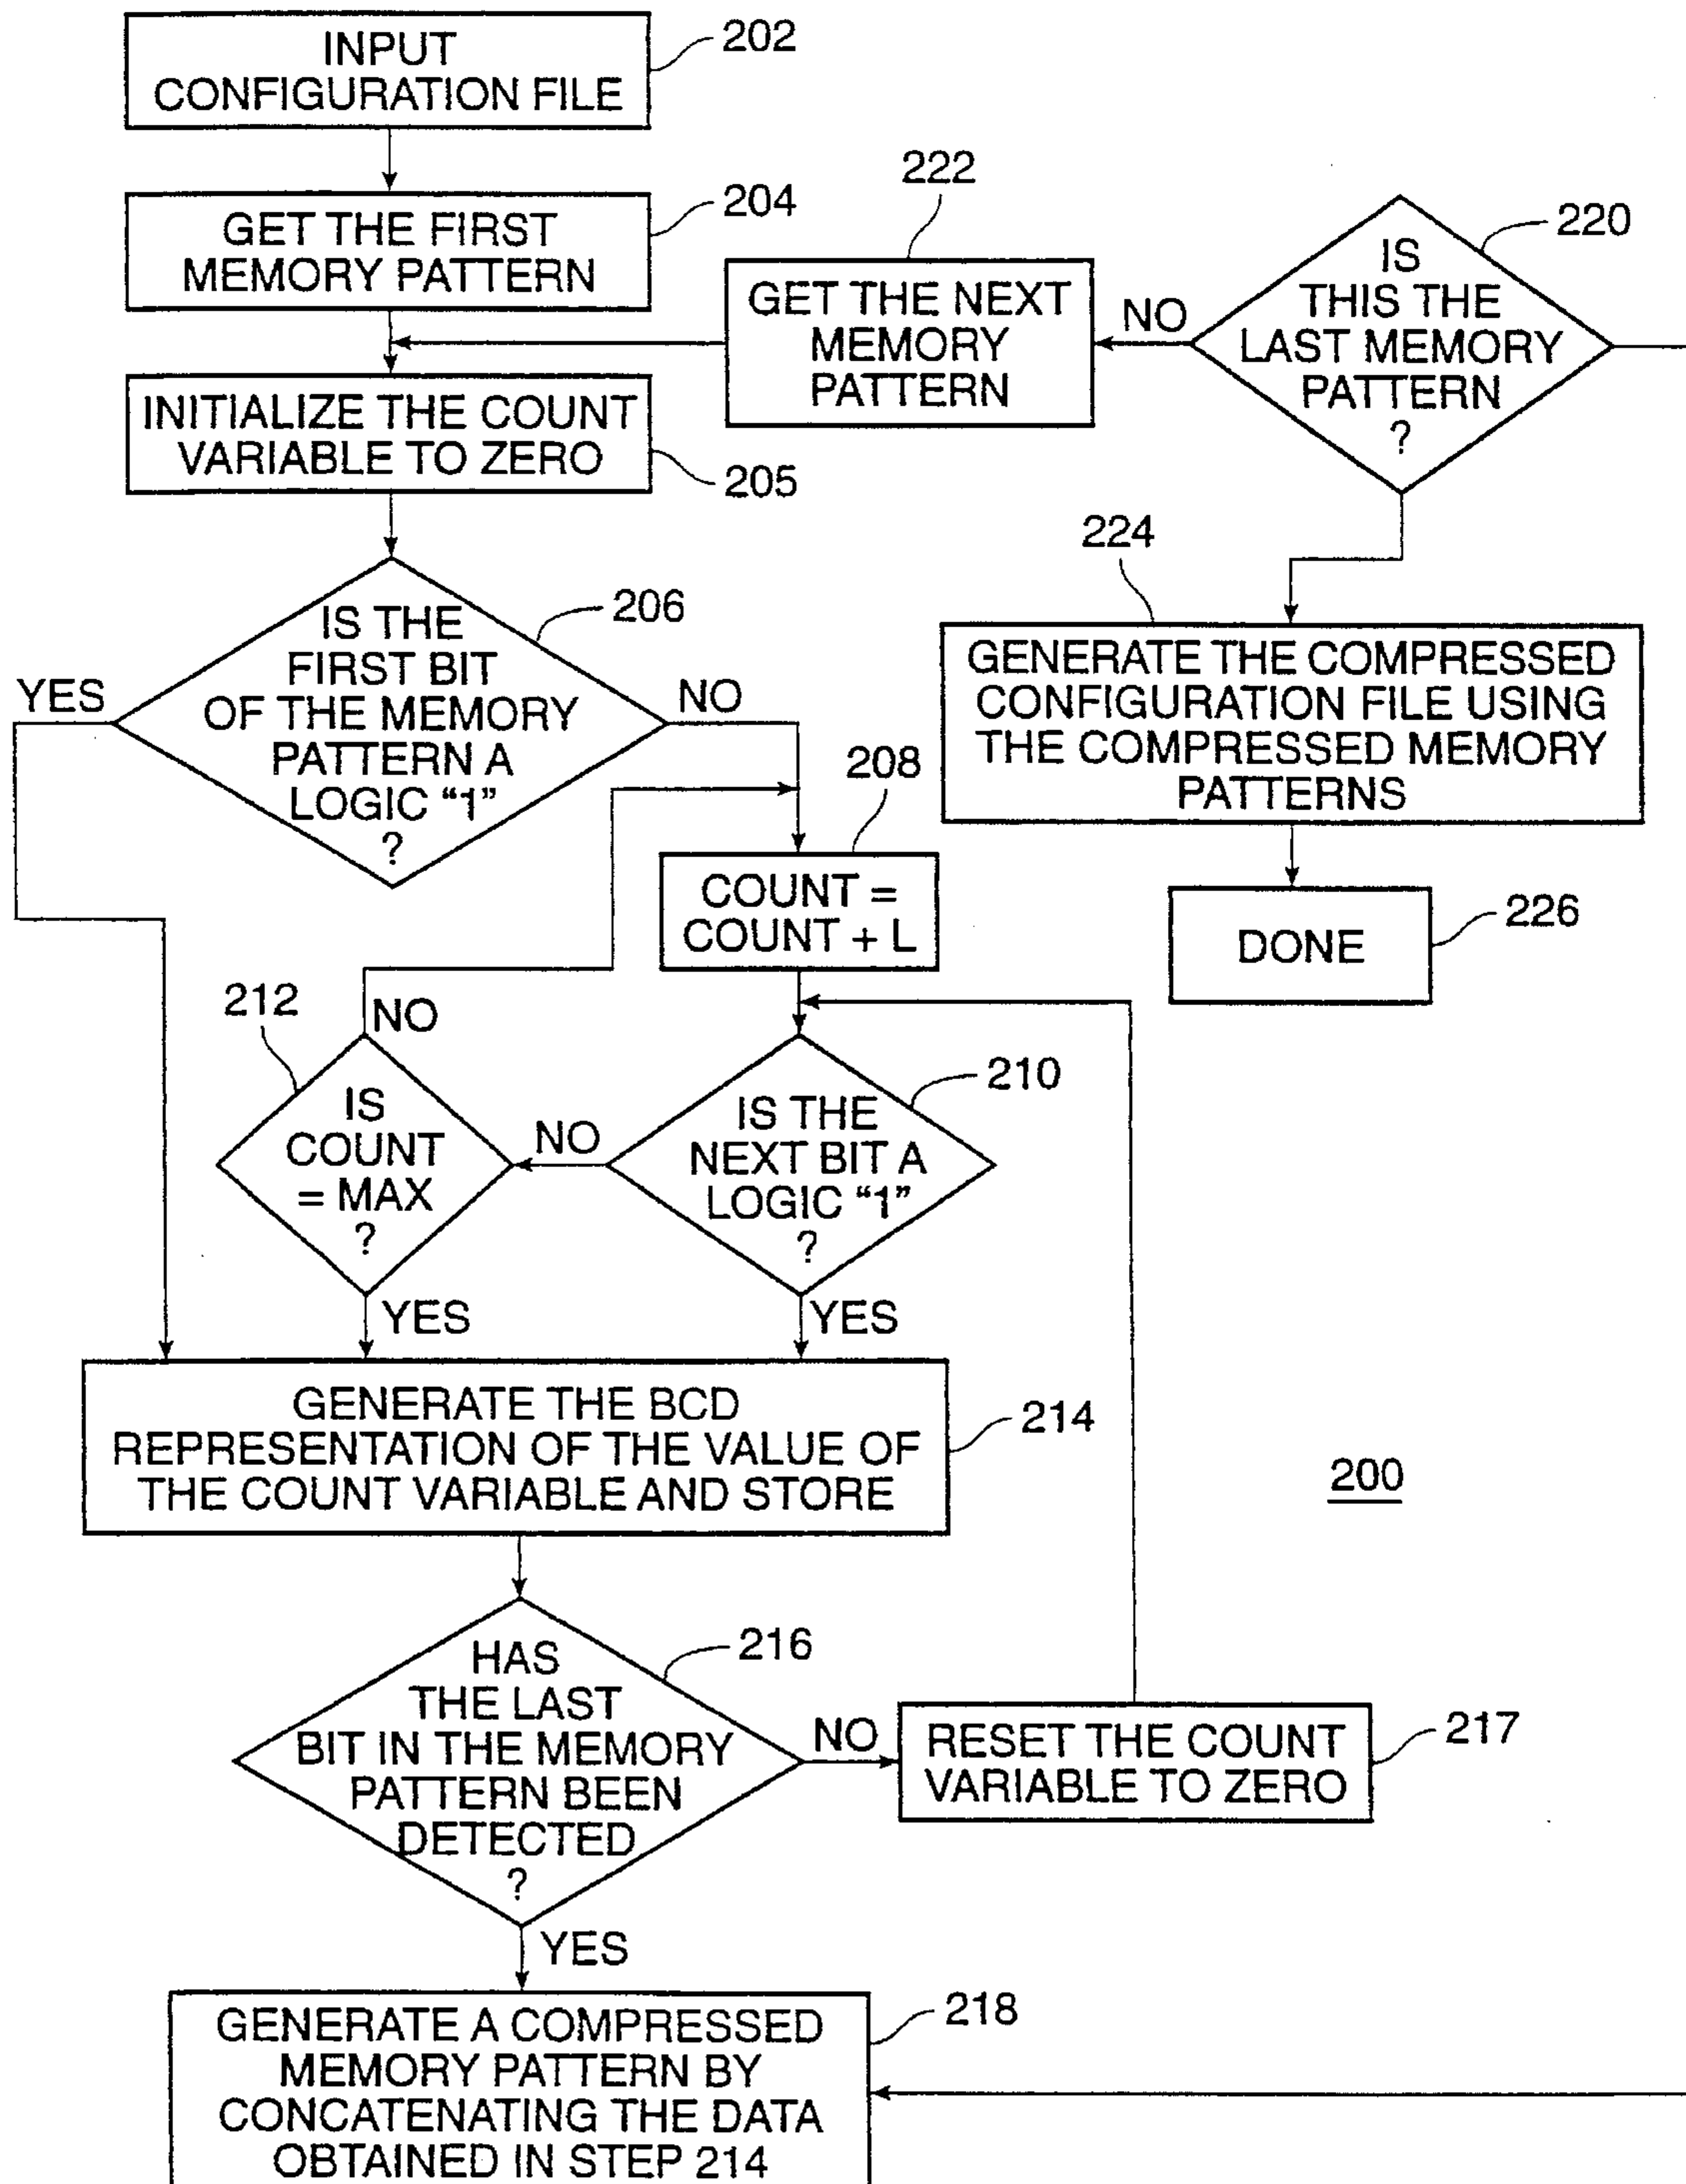 INPUT
CONFIGURATION FILE
202
GET THE FIRST
MEMORY PATTERN
204
INITIALIZE THE COUNT
VARIABLE TO ZERO
205
222
GET THE NEXT
MEMORY
PATTERN
NO
IS
THIS THE
LAST MEMORY
PATTERN
?
220
224
GENERATE THE COMPRESSED
CONFIGURATION FILE USING
THE COMPRESSED MEMORY
PATTERNS
DONE
226
IS THE
FIRST BIT
OF THE MEMORY
PATTERN A
LOGIC “1”
?
206
YES
NO
208
COUNT =
COUNT + L
212
NO
IS
COUNT
= MAX
?
YES
NO
IS THE
NEXT BIT A
LOGIC “1”
?
210
YES
GENERATE THE BCD
REPRESENTATION OF THE VALUE OF
THE COUNT VARIABLE AND STORE
214
200
HAS
THE LAST
BIT IN THE MEMORY
PATTERN BEEN
DETECTED
?
216
NO
RESET THE COUNT
VARIABLE TO ZERO
217
YES
GENERATE A COMPRESSED
MEMORY PATTERN BY
CONCATENATING THE DATA
OBTAINED IN STEP 214
218